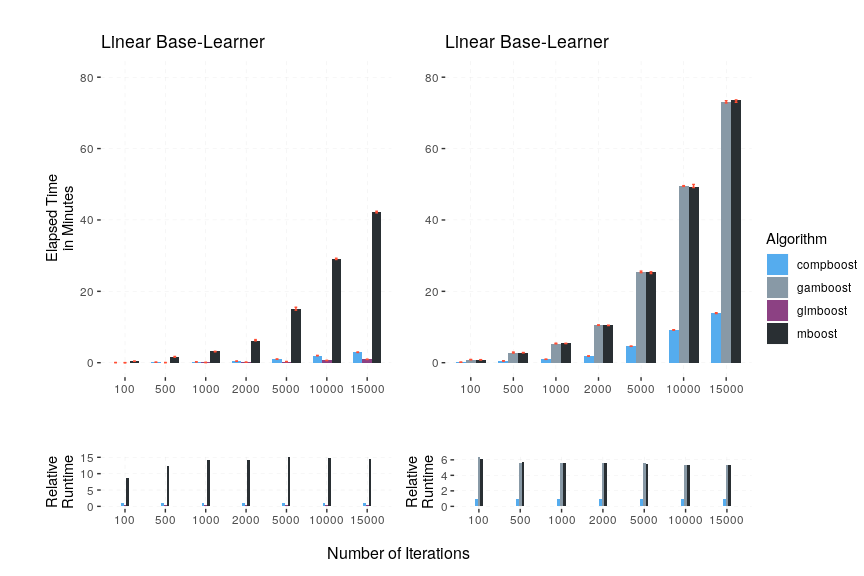 Linear Base-Learner
Linear Base-Learner
Elapsed Time
in Minutes
80
60
40
20
0
100 500 1000 2000 5000 10000 15000
80
60
40
20
0
100 500 1000 2000 5000 10000 15000
Algorithm
compboost
gamboost
glmboost
mboost
Relative
Runtime
15
10
5
0
100 500 1000 2000 5000 10000 15000
Relative
Runtime
6
4
2
0
100 500 1000 2000 5000 10000 15000
Number of Iterations